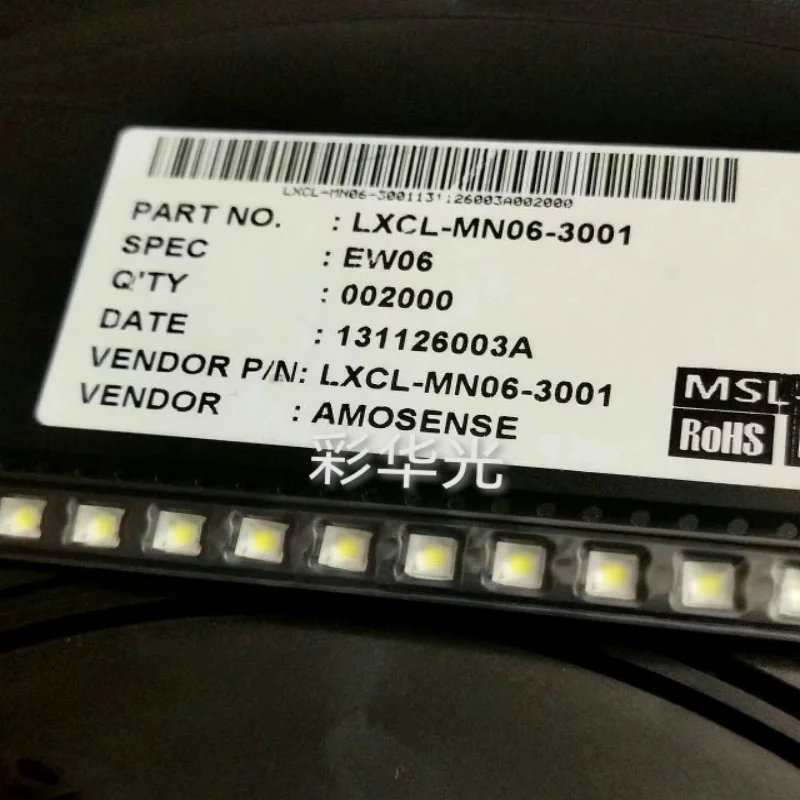 LXCL-MN06-3001131126003A002000
PART NO. : LXCL-MN06-3001
SPEC : EW06
Q'TY : 002000
DATE : 131126003A
VENDOR P/N: LXCL-MN06-3001
VENDOR : AMOSENSE
MSL
RoHS
彩华光